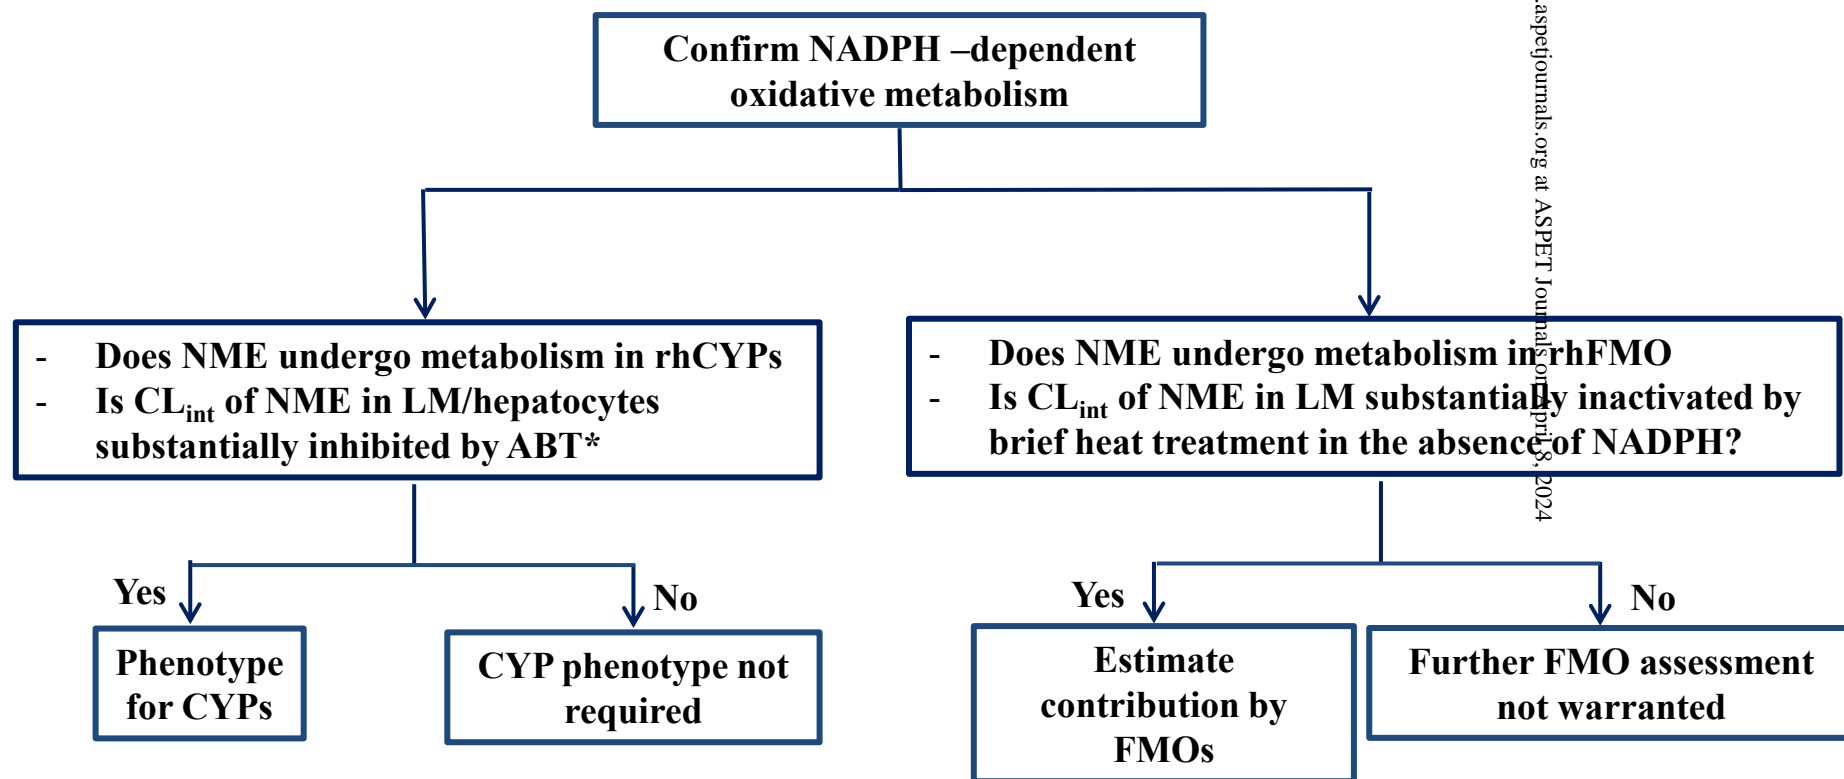 Confirm NADPH –dependent
oxidative metabolism
- Does NME undergo metabolism in rhCYPs
- Is CLint of NME in LM/hepatocytes
substantially inhibited by ABT*
- Does NME undergo metabolism in rhFMO
- Is CLint of NME in LM substantially inactivated by
brief heat treatment in the absence of NADPH?
Yes
No
Yes
No
Phenotype
for CYPs
CYP phenotype not
required
Estimate
contribution by
FMOs
Further FMO assessment
not warranted
.aspetjournals.org at ASPET Journals on April 8, 2024